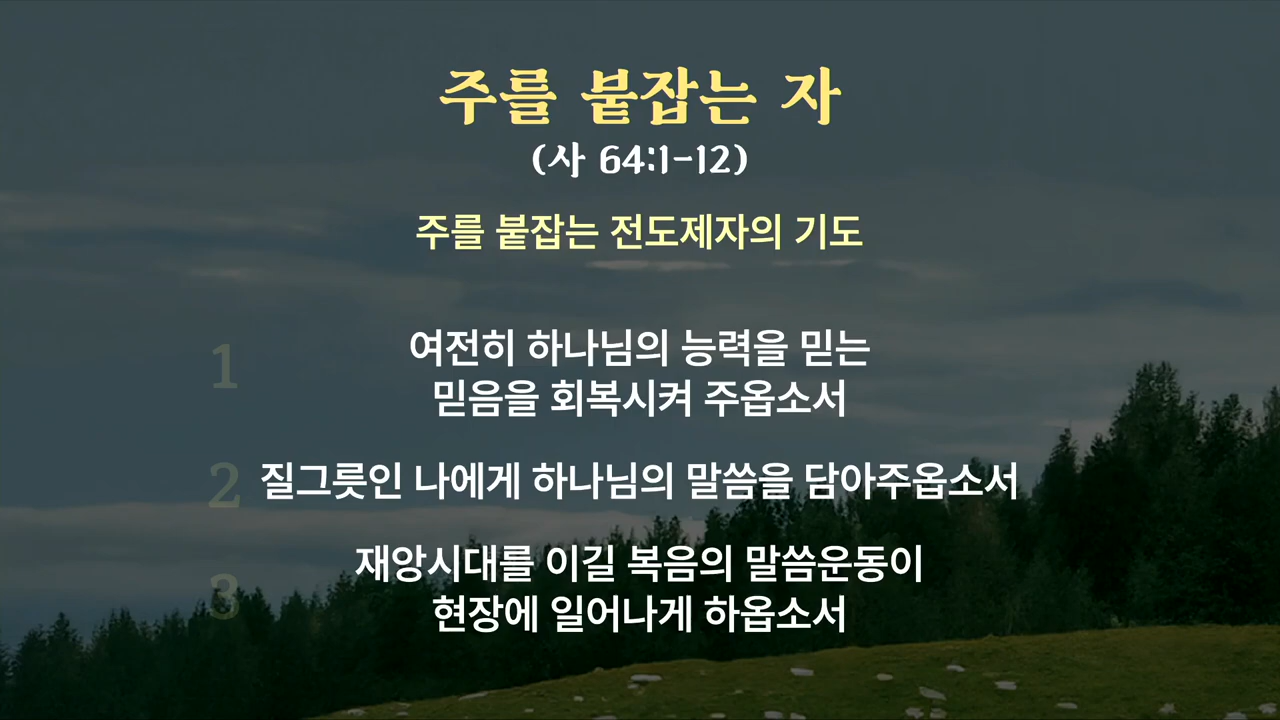 주를 붙잡는 자
(사 64:1-12)
주를 붙잡는 전도제자의 기도
1
여전히 하나님의 능력을 믿는
믿음을 회복시켜 주옵소서
2
질그릇인 나에게 하나님의 말씀을 담아주옵소서
3
재앙시대를 이길 복음의 말씀운동이
현장에 일어나게 하옵소서